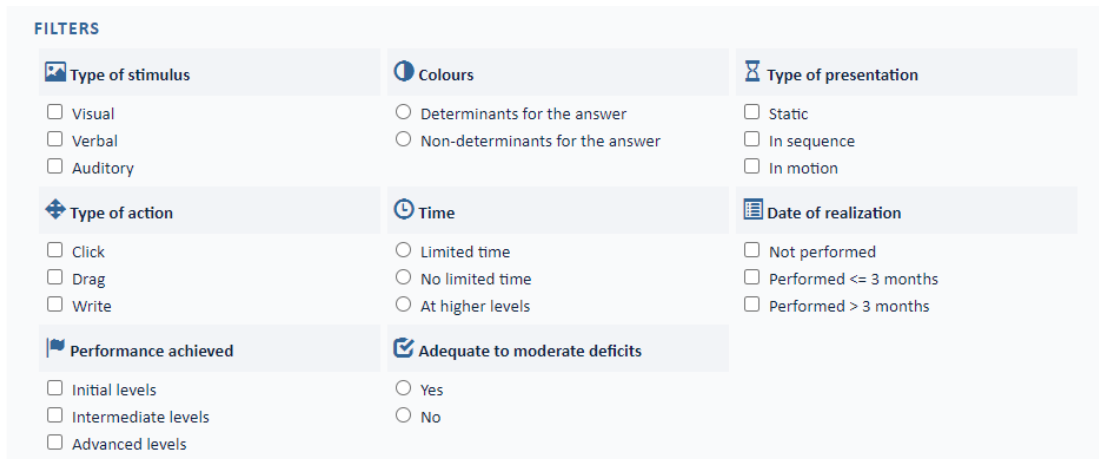 FILTERS
Type of stimulus
Visual
Verbal
Auditory
Colours
Determinants for the answer
Non-determinants for the answer
Type of presentation
Static
In sequence
In motion
Type of action
Click
Drag
Write
Time
Limited time
No limited time
At higher levels
Date of realization
Not performed
Performed <= 3 months
Performed > 3 months
Performance achieved
Initial levels
Intermediate levels
Advanced levels
Adequate to moderate deficits
Yes
No